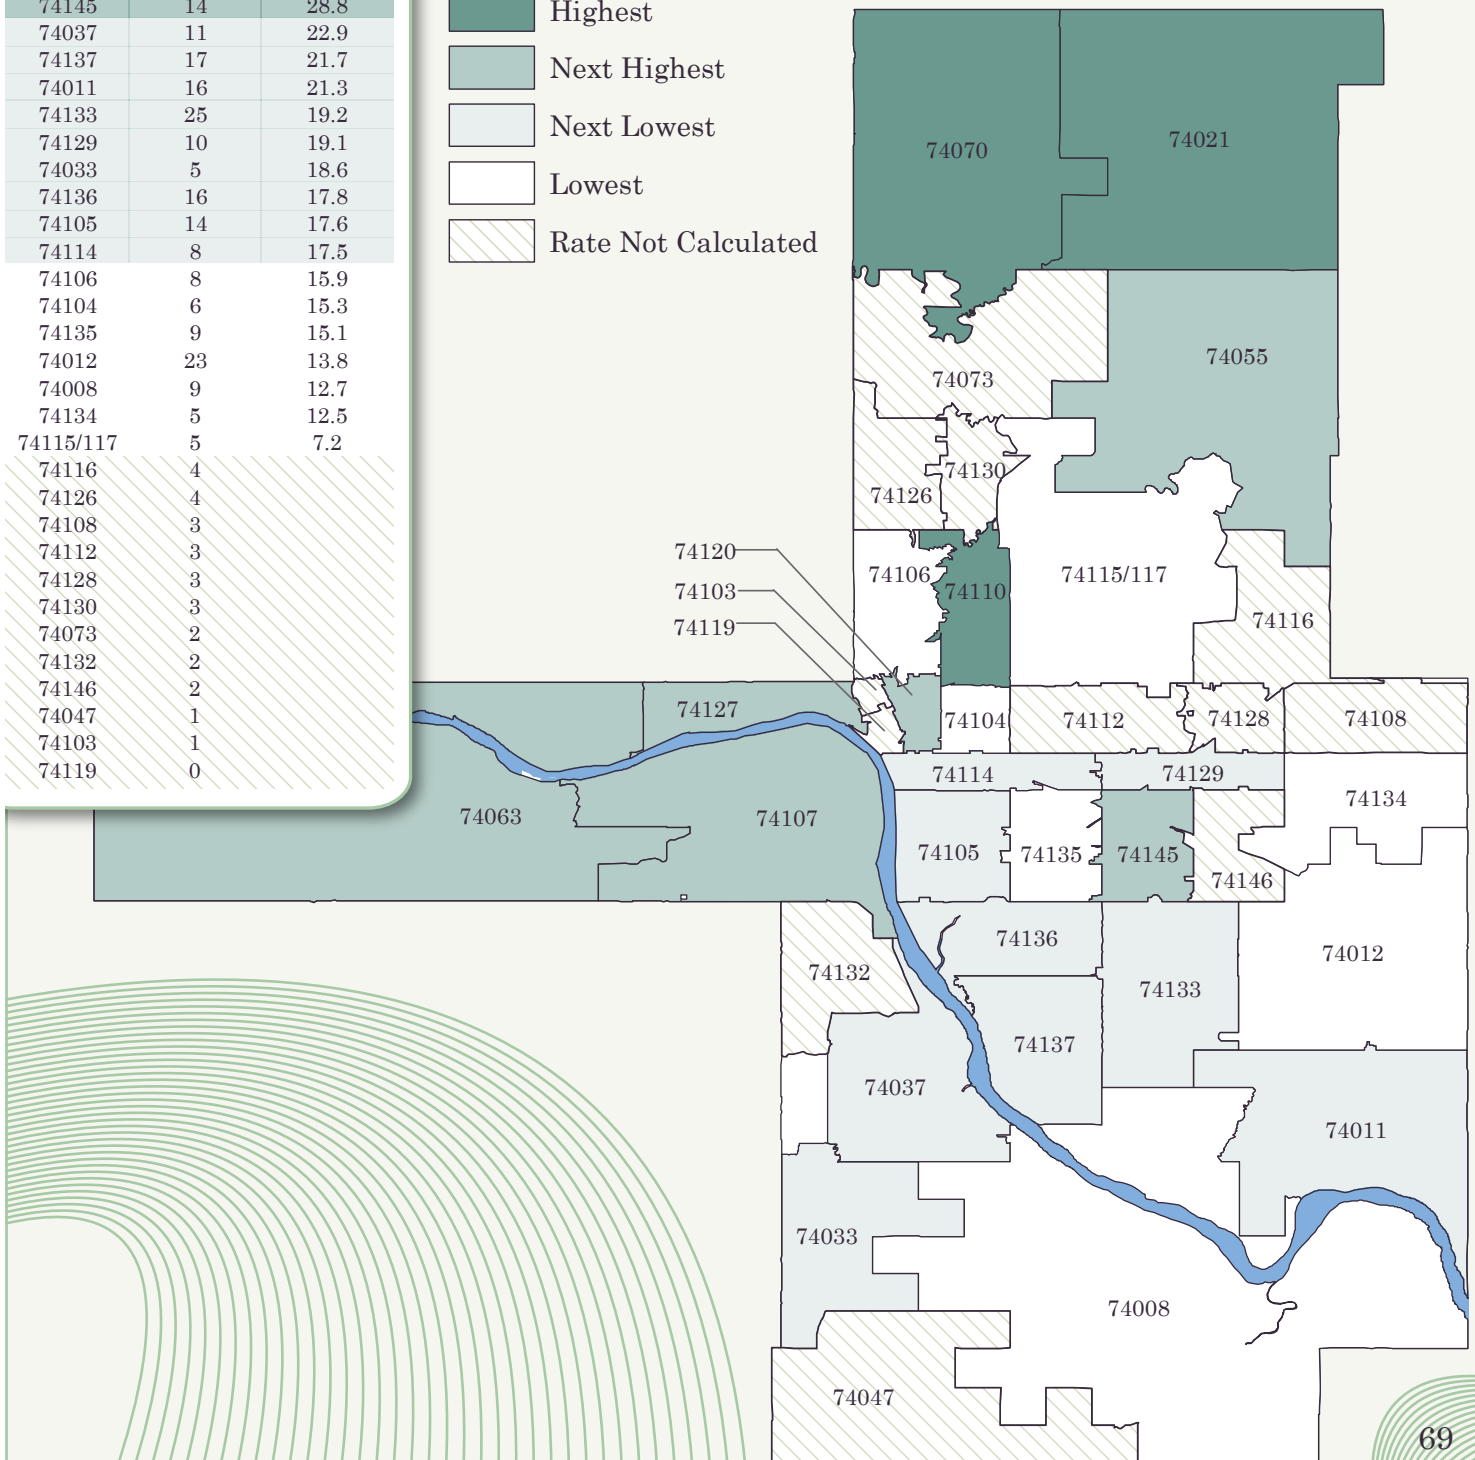 74145 14 28.8
74037 11 22.9
74137 17 21.7
74011 16 21.3
74133 25 19.2
74129 10 19.1
74033 5 18.6
74136 16 17.8
74105 14 17.6
74114 8 17.5
74106 8 15.9
74104 6 15.3
74135 9 15.1
74012 23 13.8
74008 9 12.7
74134 5 12.5
74115/117 5 7.2
74116 4
74126 4
74108 3
74112 3
74128 3
74130 3
74073 2
74132 2
74146 2
74047 1
74103 1
74119 0
Highest
Next Highest
Next Lowest
Lowest
Rate Not Calculated
74070
74021
74055
74073
74130
74126
74120
74103
74119
74106
74110
74115/117
74116
74127
74104
74112
74128
74108
74114
74129
74134
74063
74107
74105
74135
74145
74146
74136
74012
74132
74133
74137
74037
74011
74033
74008
74047
69